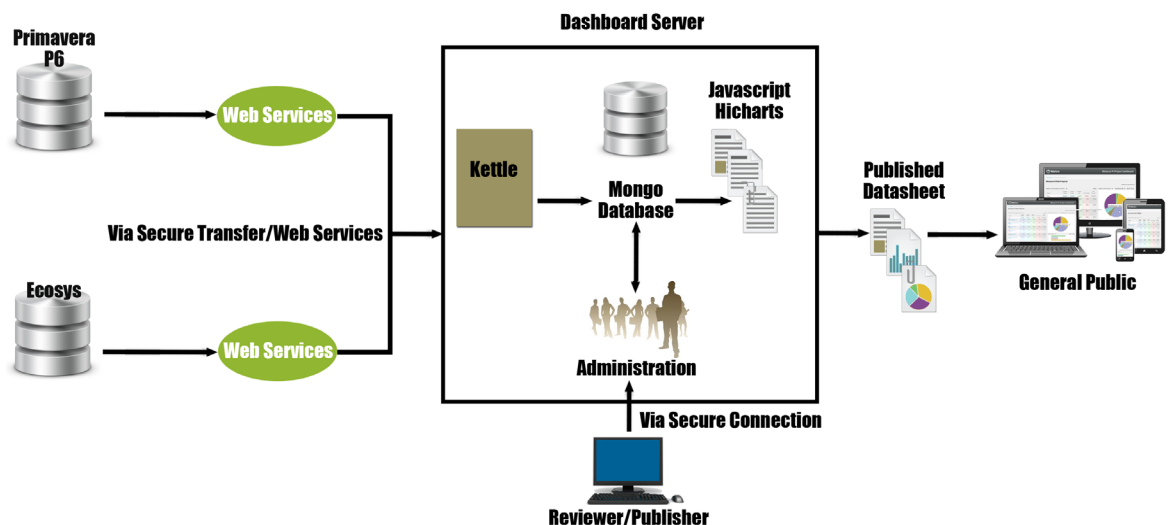 Dashboard Server
Primavera
P6
Web Services
Javascript
Hicharts
Kettle
Mongo
Database
Published
Datasheet
Via Secure Transfer/Web Services
General Public
Ecosys
Web Services
Administration
Via Secure Connection
Reviewer/Publisher